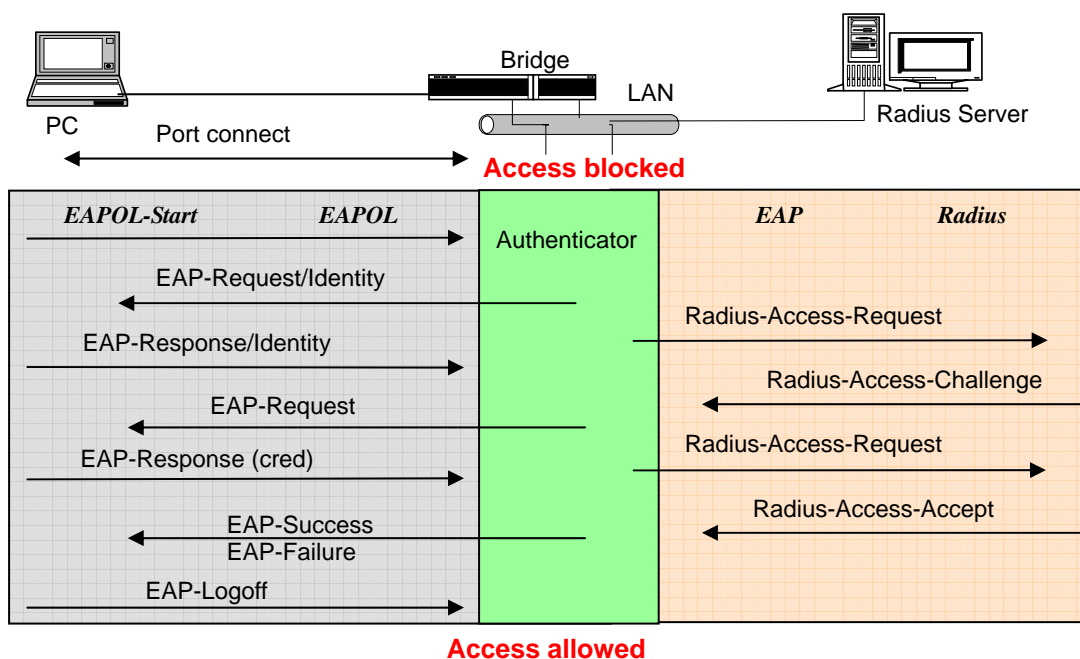 Bridge
LAN
PC
Radius Server
Port connect
Access blocked
EAPOL-Start EAPOL
Authenticator
EAP Radius
EAP-Request/Identity
Radius-Access-Request
EAP-Response/Identity
Radius-Access-Challenge
EAP-Request
Radius-Access-Request
EAP-Response (cred)
Radius-Access-Accept
EAP-Success
EAP-Failure
EAP-Logoff
Access allowed